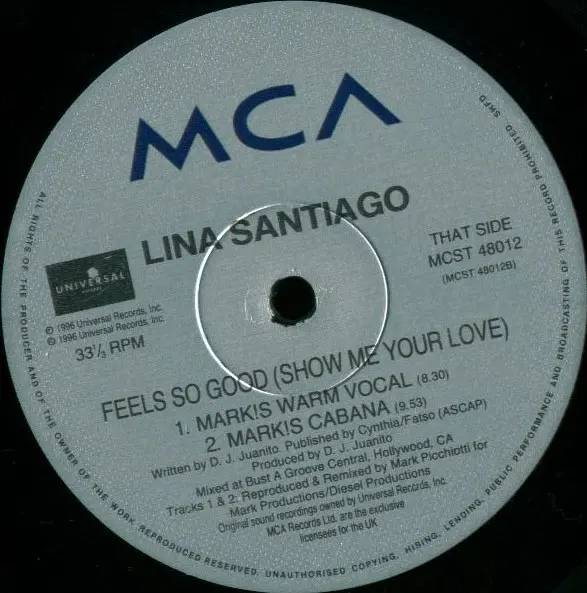 MCA
LINA SANTIAGO
UNIVERSAL
℗ 1996 Universal Records, Inc.
© 1996 Universal Records, Inc.
33⅓ RPM
THAT SIDE
MCST 48012
(MCST 48012B)
FEELS SO GOOD (SHOW ME YOUR LOVE)
1. MARK!S WARM VOCAL (8.30)
2. MARK!S CABANA (9.53)
Written by D. J. Juanito. Published by Cynthia/Fatso (ASCAP)
Produced by D. J. Juanito
Mixed at Bust A Groove Central, Hollywood, CA
Tracks 1 & 2: Reproduced & Remixed by Mark Picchiotti for
Mark Productions/Diesel Productions
Original sound recordings owned by Universal Records, Inc.
MCA Records Ltd. are the exclusive
licensees for the UK
ALL RIGHTS OF THE PRODUCER AND OF THE OWNER OF THE WORK REPRODUCED RESERVED. UNAUTHORISED COPYING, HIRING, LENDING, PUBLIC PERFORMANCE AND BROADCASTING OF THIS RECORD PROHIBITED. SHFD